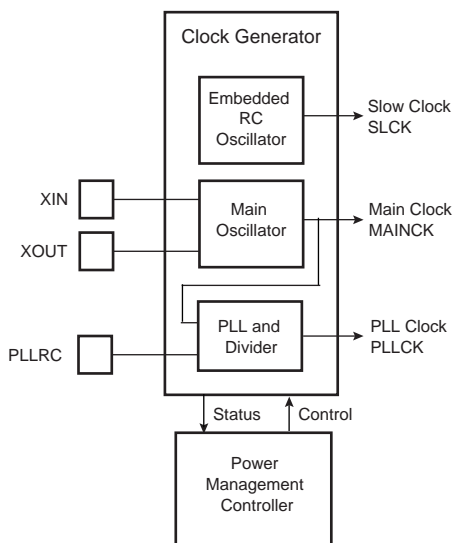 Clock Generator
Embedded
RC
Oscillator
Slow Clock
SLCK
XIN
XOUT
Main
Oscillator
Main Clock
MAINCK
PLLRC
PLL and
Divider
PLL Clock
PLLCK
Status
Control
Power
Management
Controller